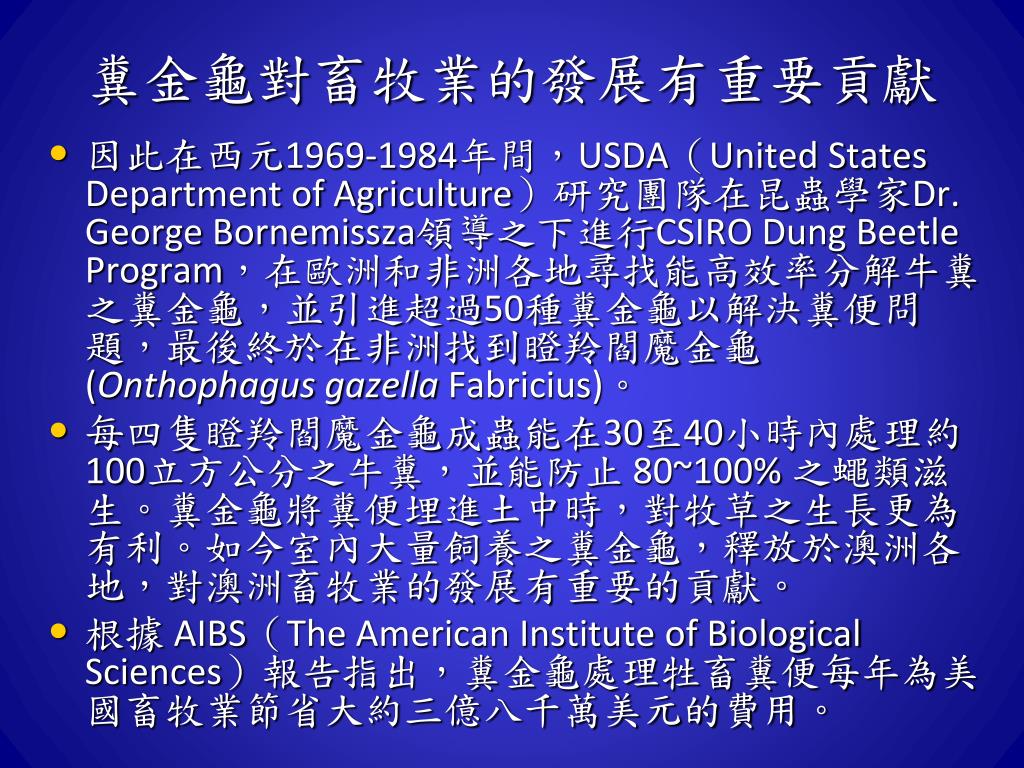 糞金龜對畜牧業的發展有重要貢獻
• 因此在西元1969-1984年間，USDA（United States
Department of Agriculture）研究團隊在昆蟲學家Dr.
George Bornemissza領導之下進行CSIRO Dung Beetle
Program，在歐洲和非洲各地尋找能高效率分解牛糞
之糞金龜，並引進超過50種糞金龜以解決糞便問
題，最後終於在非洲找到瞪羚閻魔金龜
(Onthophagus gazella Fabricius)。
• 每四隻瞪羚閻魔金龜成蟲能在30至40小時內處理約
100立方公分之牛糞，並能防止 80~100% 之蠅類滋
生。糞金龜將糞便埋進土中時，對牧草之生長更為
有利。如今室內大量飼養之糞金龜，釋放於澳洲各
地，對澳洲畜牧業的發展有重要的貢獻。
• 根據 AIBS（The American Institute of Biological
Sciences）報告指出，糞金龜處理牲畜糞便每年為美
國畜牧業節省大約三億八千萬美元的費用。